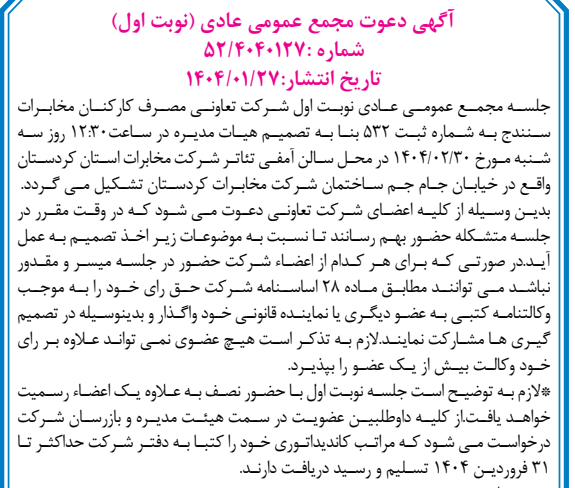 آگهی دعوت مجمع عمومی عادی (نوبت اول)
شماره :۵۲/۴۰۴۰۱۲۷
تاریخ انتشار:۱۴۰۴/۰۱/۲۷
جلسه مجمع عمومی عادی نوبت اول شرکت تعاونی مصرف کارکنان مخابرات
سنندج به شماره ثبت ۵۳۲ بنا به تصمیم هیات مدیره در ساعت۱۲:۳۰ روز سه
شنبه مورخ ۱۴۰۴/۰۲/۳۰ در محل سالن آمفی تئاتر شرکت مخابرات استان کردستان
واقع در خیابان جام جم ساختمان شرکت مخابرات کردستان تشکیل می گردد.
بدین وسیله از کلیه اعضای شرکت تعاونی دعوت می شود که در وقت مقرر در
جلسه متشکله حضور بهم رسانند تا نسبت به موضوعات زیر اخذ تصمیم به عمل
آید.در صورتی که برای هر کدام از اعضاء شرکت حضور در جلسه میسر و مقدور
نباشد می توانند مطابق ماده ۲۸ اساسنامه شرکت حق رای خود را به موجب
وکالتنامه کتبی به عضو دیگری یا نماینده قانونی خود واگذار و بدینوسیله در تصمیم
گیری ها مشارکت نمایند.لازم به تذکر است هیچ عضوی نمی تواند علاوه بر رای
خود وکالت بیش از یک عضو را بپذیرد.
*لازم به توضیح است جلسه نوبت اول با حضور نصف به علاوه یک اعضاء رسمیت
خواهد یافت.از کلیه داوطلبین عضویت در سمت هیئت مدیره و بازرسان شرکت
درخواست می شود که مراتب کاندیداتوری خود را کتبا به دفتر شرکت حداکثر تا
۳۱ فروردین ۱۴۰۴ تسلیم و رسید دریافت دارند.